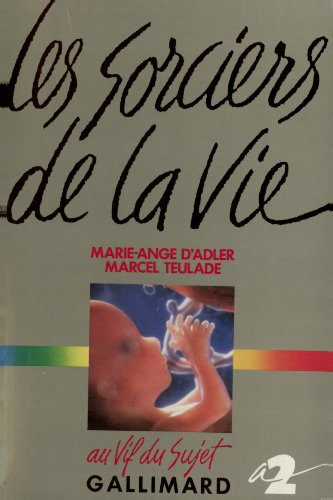 Les Sorciers
de la Vie
MARIE-ANGE D'ADLER
MARCEL TEULADE
au Vif du Sujet
GALLIMARD
a2